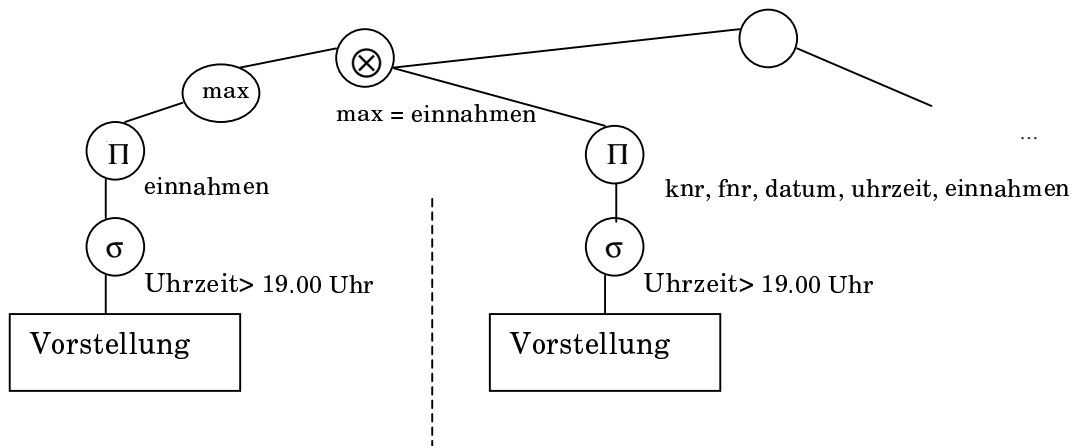 max
⊗
max = einnahmen
...
Π
Π
einnahmen
knr, fnr, datum, uhrzeit, einnahmen
σ
σ
Uhrzeit> 19.00 Uhr
Uhrzeit> 19.00 Uhr
Vorstellung
Vorstellung